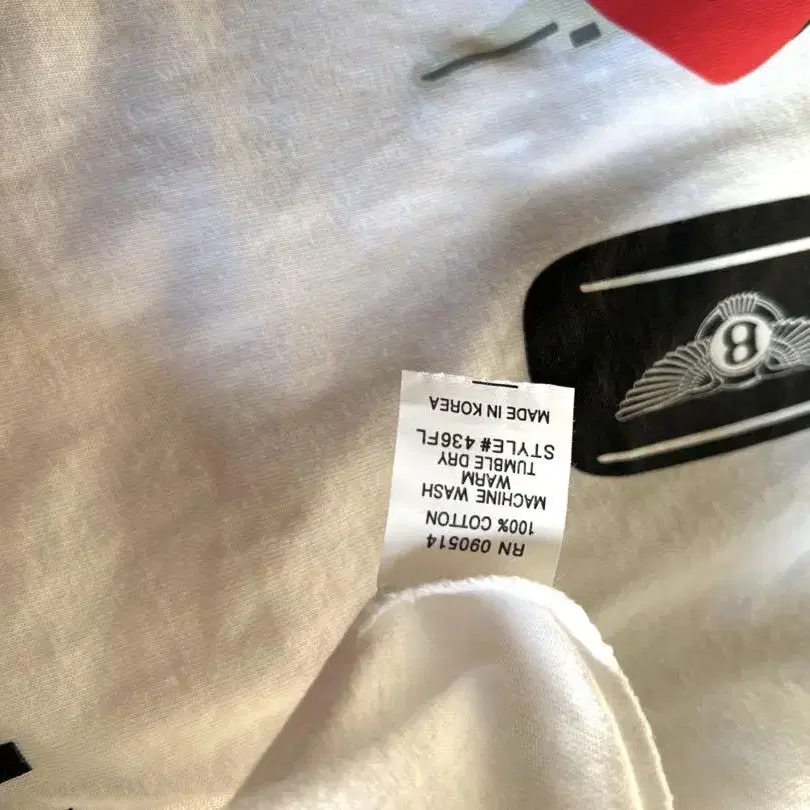 RN 090514
100% COTTON
MACHINE WASH
WARM
TUMBLE DRY
STYLE# 436FL
MADE IN KOREA
B